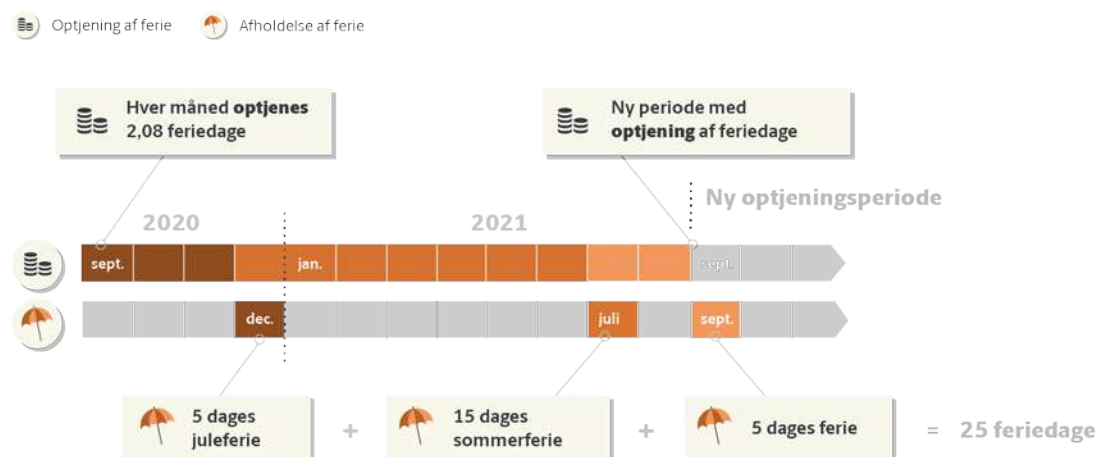 Optjening af ferie
Afholdelse af ferie
Hver måned optjenes
2,08 feriedage
Ny periode med
optjening af feriedage
Ny optjeningsperiode
2020
2021
sept.
jan.
sept.
dec.
juli
sept.
5 dages
juleferie
+
15 dages
sommerferie
+
5 dages ferie
= 25 feriedage